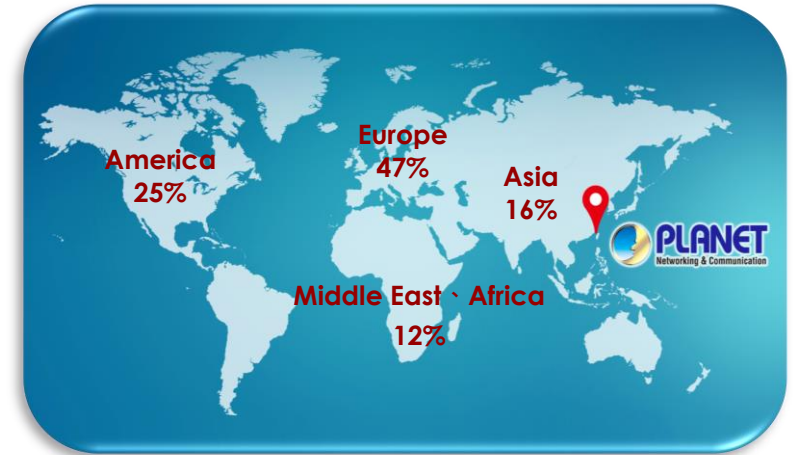 America
25%
Europe
47%
Asia
16%
PLANET
Networking & Communication
Middle East、Africa
12%